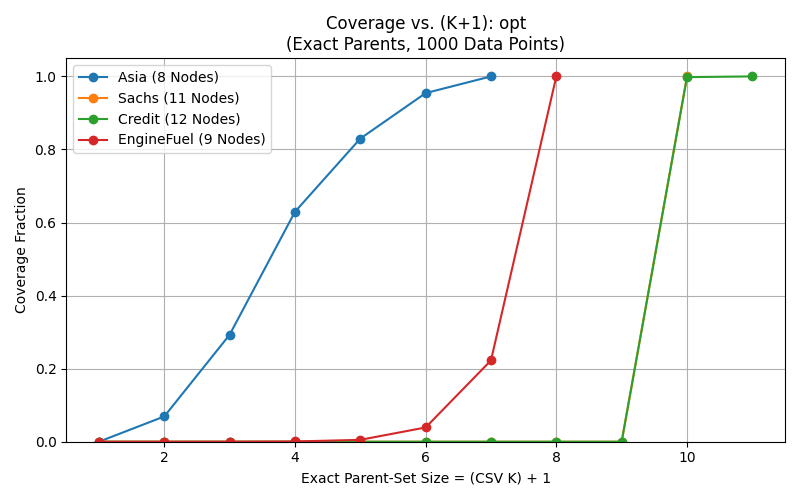 Coverage vs. (K+1): opt
(Exact Parents, 1000 Data Points)
Asia (8 Nodes)
Sachs (11 Nodes)
Credit (12 Nodes)
EngineFuel (9 Nodes)
Coverage Fraction
1.0
0.8
0.6
0.4
0.2
0.0
2
4
6
8
10
Exact Parent-Set Size = (CSV K) + 1